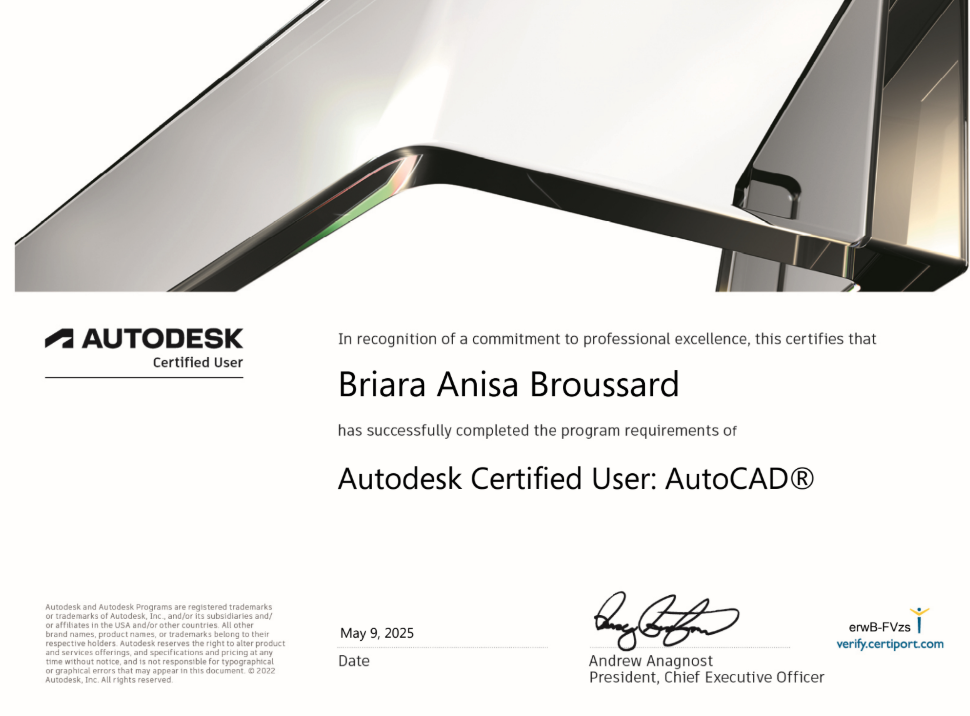 AUTODESK
Certified User
In recognition of a commitment to professional excellence, this certifies that
Briara Anisa Broussard
has successfully completed the program requirements of
Autodesk Certified User: AutoCAD®
Autodesk and Autodesk Programs are registered trademarks
or trademarks of Autodesk, Inc., and/or its subsidiaries and/
or affiliates in the USA and/or other countries. All other
brand names, product names, or trademarks belong to their
respective holders. Autodesk reserves the right to alter product
and services offerings, and specifications and pricing at any
time without notice, and is not responsible for typographical
or graphical errors that may appear in this document. © 2022
Autodesk, Inc. All rights reserved.
May 9, 2025
Date
Andrew Anagnost
President, Chief Executive Officer
erwB-FVzs
verify.certiport.com